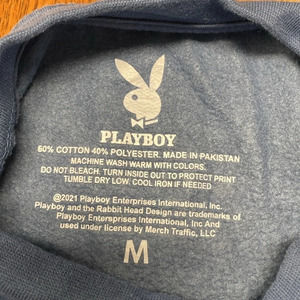 PLAYBOY
60% COTTON 40% POLYESTER. MADE IN PAKISTAN
MACHINE WASH WARM WITH COLORS.
DO NOT BLEACH. TURN INSIDE OUT TO PROTECT PRINT
TUMBLE DRY LOW. COOL IRON IF NEEDED
@2021 Playboy Enterprises International, Inc.
Playboy and the Rabbit Head Design are trademarks of
Playboy Entersprises International, Inc And
used under license by Merch Traffic, LLC
M